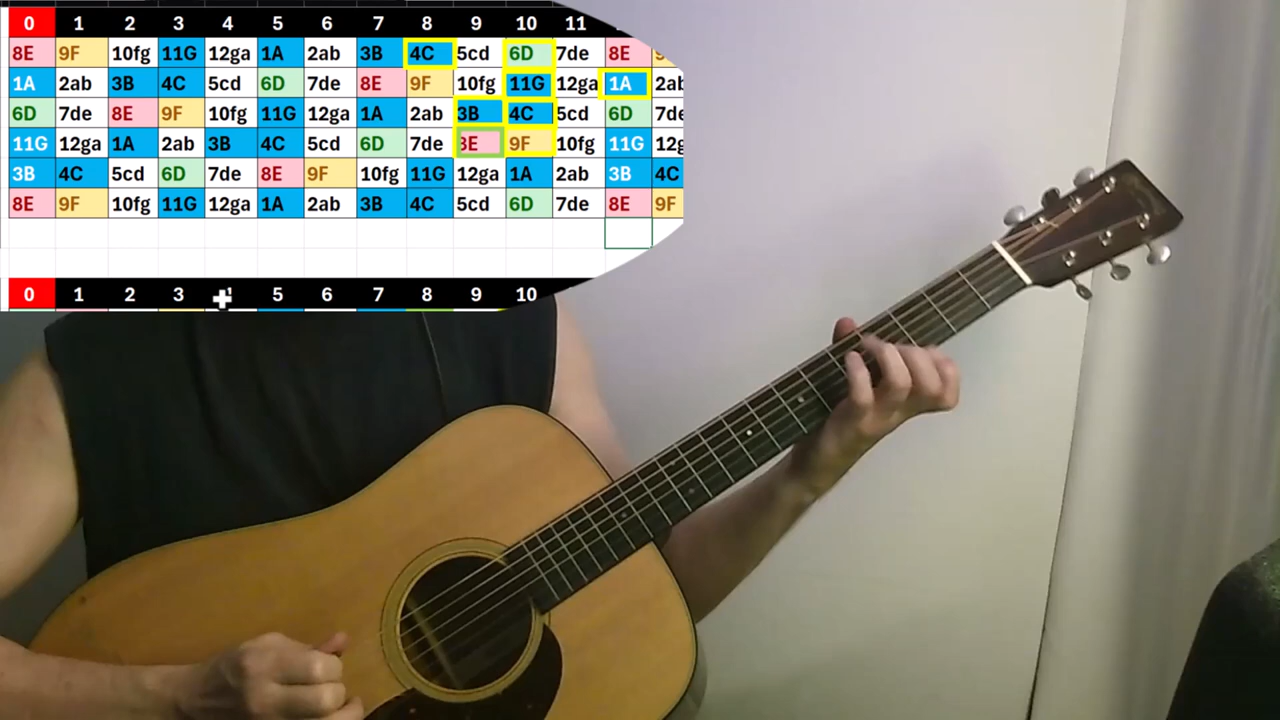 0 1 2 3 4 5 6 7 8 9 10 11
8E 9F 10fg 11G 12ga 1A 2ab 3B 4C 5cd 6D 7de 8E
1A 2ab 3B 4C 5cd 6D 7de 8E 9F 10fg 11G 12ga 1A 2ab
6D 7de 8E 9F 10fg 11G 12ga 1A 2ab 3B 4C 5cd 6D 7de
11G 12ga 1A 2ab 3B 4C 5cd 6D 7de 8E 9F 10fg 11G
3B 4C 5cd 6D 7de 8E 9F 10fg 11G 12ga 1A 2ab 3B 4C
8E 9F 10fg 11G 12ga 1A 2ab 3B 4C 5cd 6D 7de 8E 9F
0 1 2 3 5 6 7 8 9 10